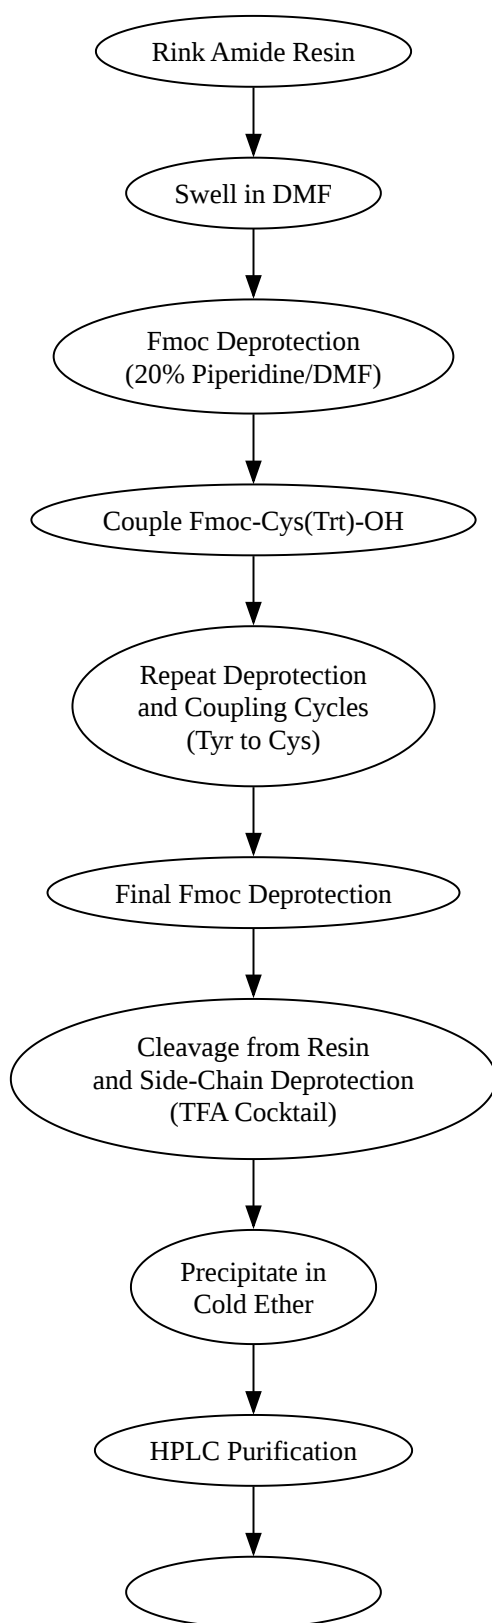 Rink Amide Resin
Swell in DMF
Fmoc Deprotection
(20% Piperidine/DMF)
Couple Fmoc-Cys(Trt)-OH
Repeat Deprotection
and Coupling Cycles
(Tyr to Cys)
Final Fmoc Deprotection
Cleavage from Resin
and Side-Chain Deprotection
(TFA Cocktail)
Precipitate in
Cold Ether
HPLC Purification